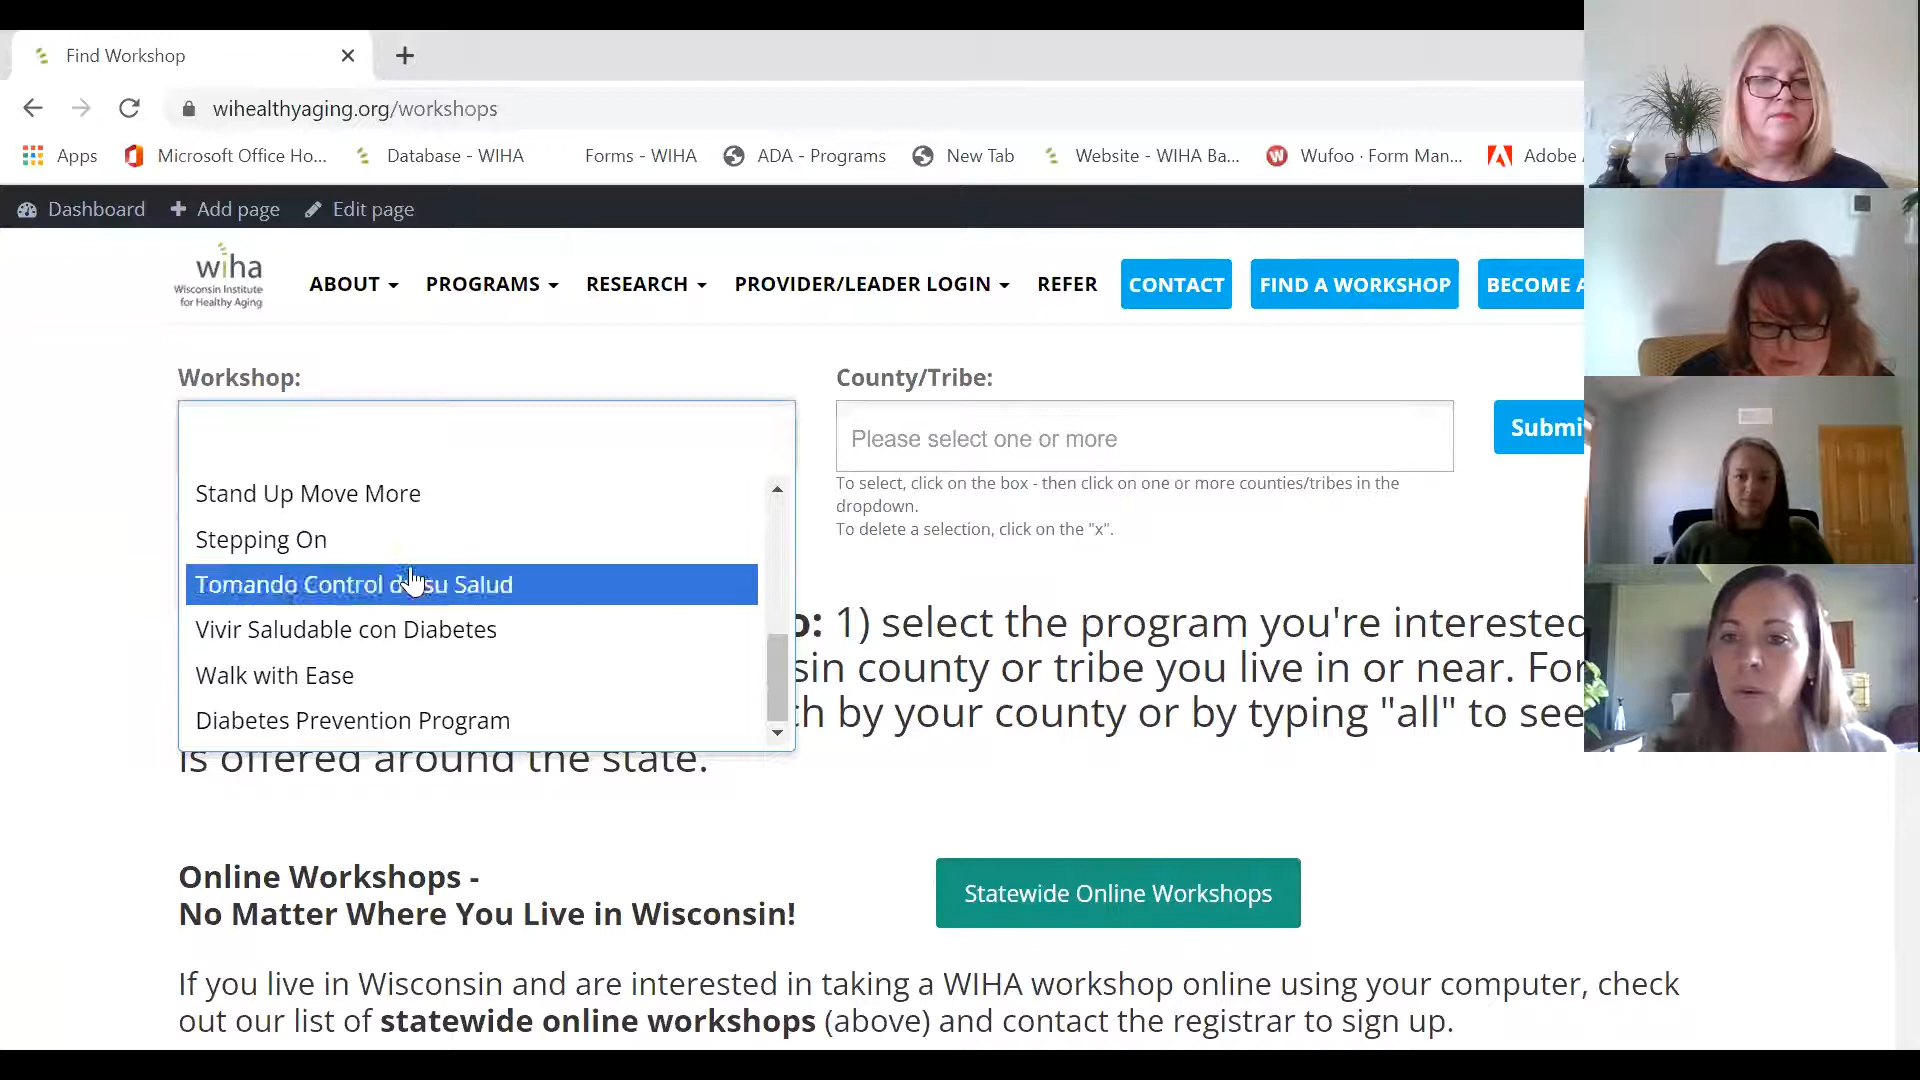 Find Workshop
wihealthyaging.org/workshops
Apps
Microsoft Office Ho...
Database - WIHA
Forms - WIHA
ADA - Programs
New Tab
Website - WIHA Ba...
Wufoo · Form Man...
Adobe
Dashboard
Add page
Edit page
wiha
Wisconsin Institute
for Healthy Aging
ABOUT
PROGRAMS
RESEARCH
PROVIDER/LEADER LOGIN
REFER
CONTACT
FIND A WORKSHOP
BECOME A
Workshop:
County/Tribe:
Please select one or more
Submi
To select, click on the box - then click on one or more counties/tribes in the
dropdown.
To delete a selection, click on the "x".
Stand Up Move More
Stepping On
Tomando Control de su Salud
Vivir Saludable con Diabetes
Walk with Ease
Diabetes Prevention Program
o: 1) select the program you're interested
sin county or tribe you live in or near. For
h by your county or by typing "all" to see
is offered around the state.
Online Workshops -
No Matter Where You Live in Wisconsin!
Statewide Online Workshops
If you live in Wisconsin and are interested in taking a WIHA workshop online using your computer, check
out our list of statewide online workshops (above) and contact the registrar to sign up.